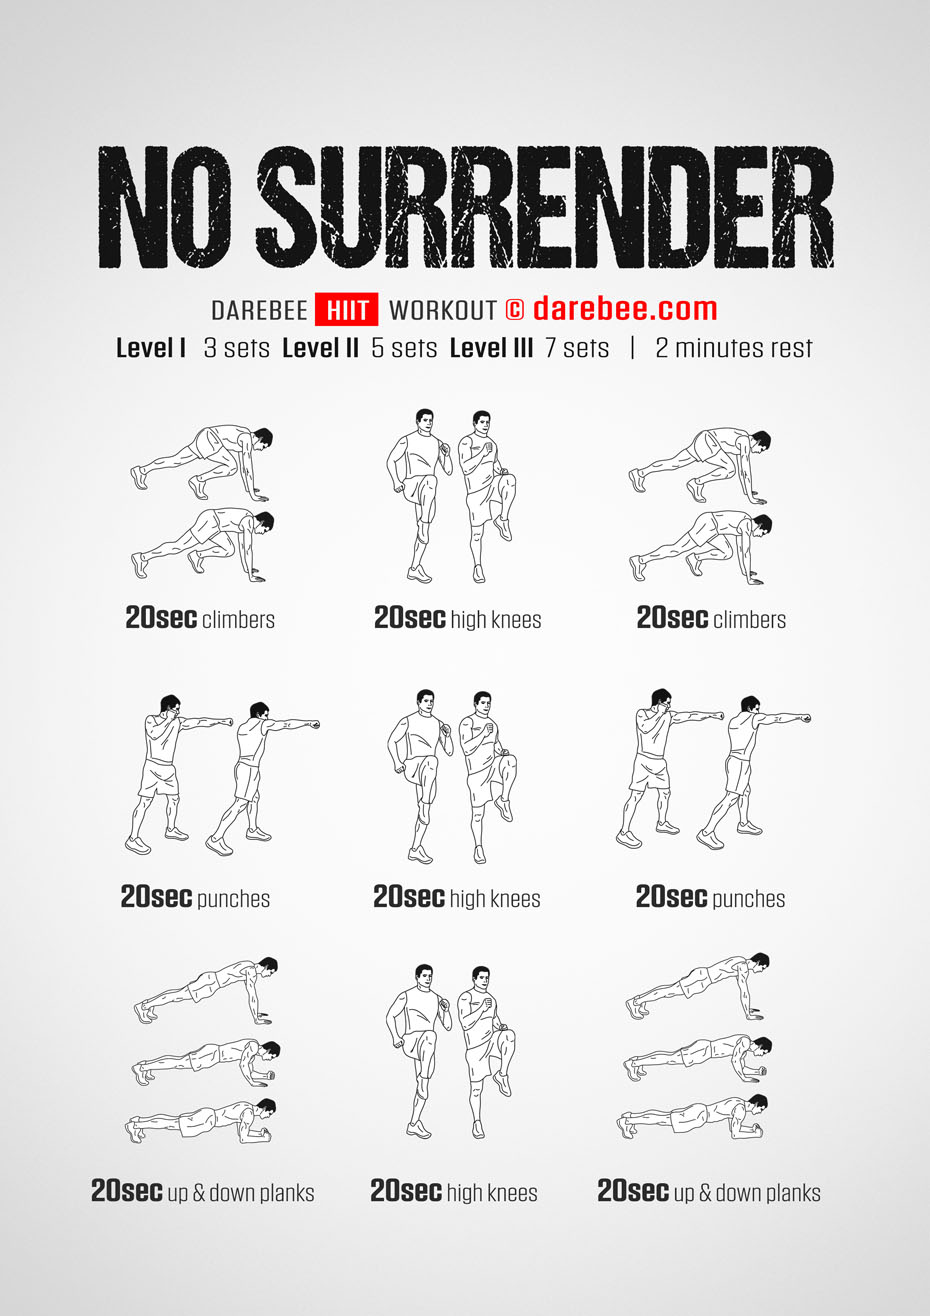 NO SURRENDER
DAREBEE HIIT WORKOUT © darebee.com
Level I 3 sets Level II 5 sets Level III 7 sets | 2 minutes rest
20sec climbers
20sec high knees
20sec climbers
20sec punches
20sec high knees
20sec punches
20sec up & down planks
20sec high knees
20sec up & down planks